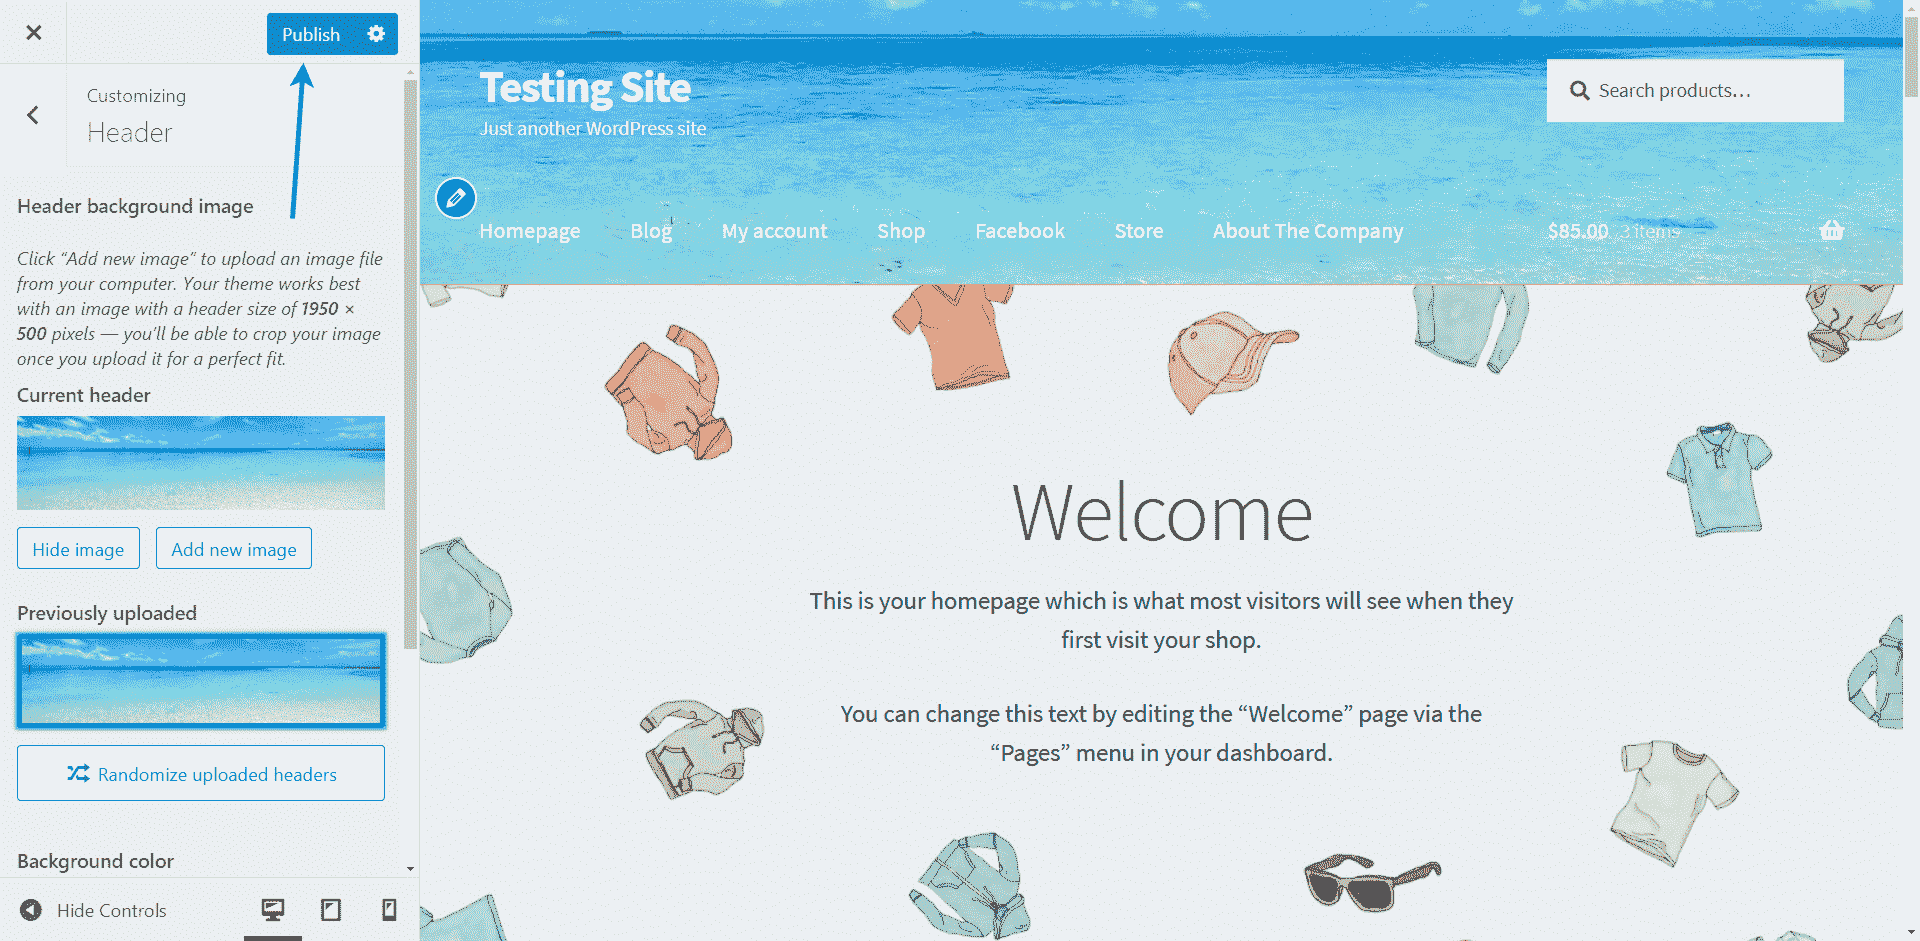 Publish
Customizing
Header
Header background image
Click “Add new image” to upload an image file
from your computer. Your theme works best
with an image with a header size of 1950 ×
500 pixels — you’ll be able to crop your image
once you upload it for a perfect fit.
Current header
Hide image
Add new image
Previously uploaded
Randomize uploaded headers
Background color
Hide Controls
Testing Site
Just another WordPress site
Search products…
Homepage
Blog
My account
Shop
Facebook
Store
About The Company
$85.00 3 items
Welcome
This is your homepage which is what most visitors will see when they
first visit your shop.
You can change this text by editing the “Welcome” page via the
“Pages” menu in your dashboard.